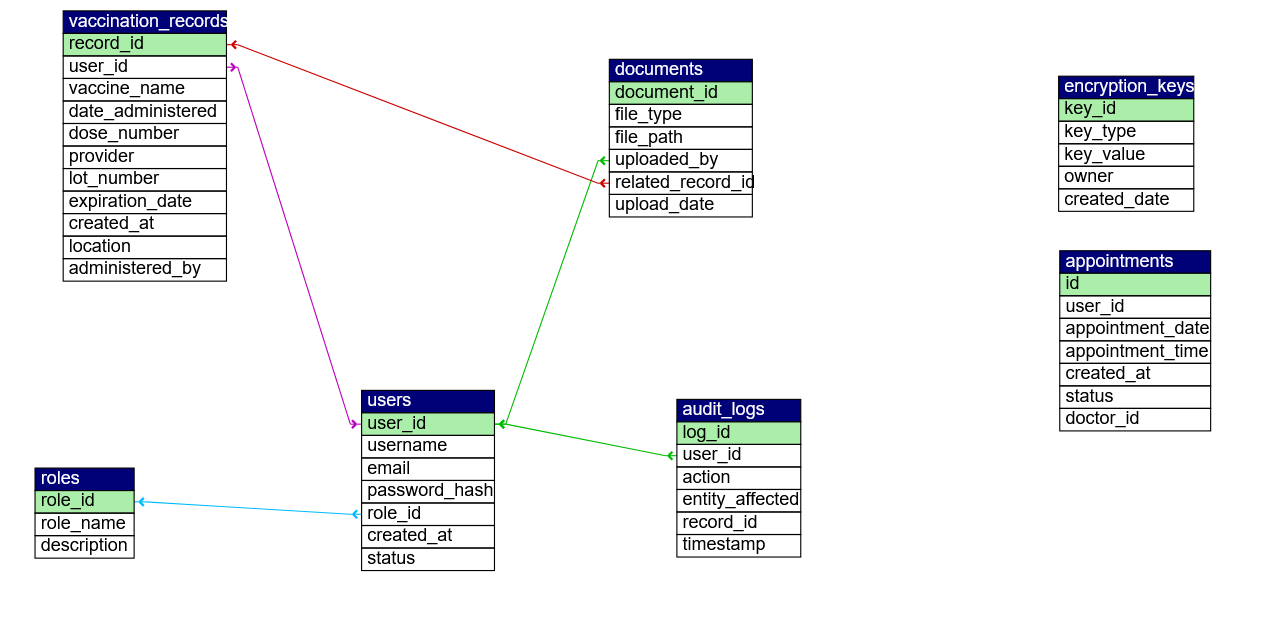 vaccination_records
record_id
user_id
vaccine_name
date_administered
dose_number
provider
lot_number
expiration_date
created_at
location
administered_by
documents
document_id
file_type
file_path
uploaded_by
related_record_id
upload_date
encryption_keys
key_id
key_type
key_value
owner
created_date
appointments
id
user_id
appointment_date
appointment_time
created_at
status
doctor_id
users
user_id
username
email
password_hash
role_id
created_at
status
audit_logs
log_id
user_id
action
entity_affected
record_id
timestamp
roles
role_id
role_name
description